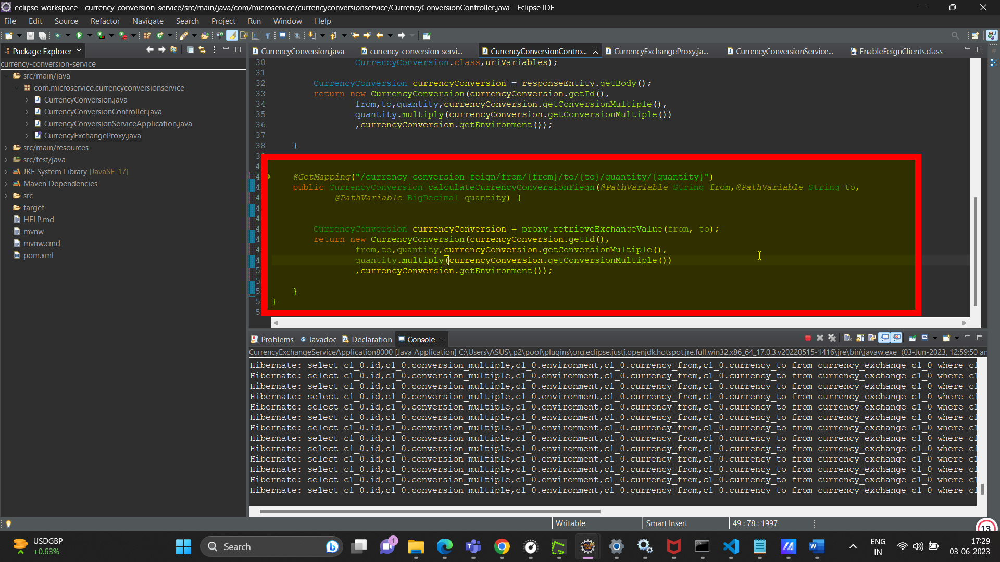 eclipse-workspace - currency-conversion-service/src/main/java/com/microservice/currencyconversionservice/CurrencyConversionController.java - Eclipse IDE
File Edit Source Refactor Navigate Search Project Run Window Help
Package Explorer
currency-conversion-service
src/main/java
com.microservice.currencyconversionservice
CurrencyConversion.java
CurrencyConversionController.java
CurrencyConversionServiceApplication.java
CurrencyExchangeProxy.java
src/main/resources
src/test/java
JRE System Library [JavaSE-17]
Maven Dependencies
src
target
HELP.md
mvnw
mvnw.cmd
pom.xml
CurrencyConversion.java currency-conversion-servi... CurrencyConversionContro... CurrencyExchangeProxy.ja... CurrencyConversionService... EnableFeignClients.class
30 CurrencyConversion.class,uriVariables);
31
32 CurrencyConversion currencyConversion = responseEntity.getBody();
33 return new CurrencyConversion(currencyConversion.getId(),
34 from,to,quantity,currencyConversion.getConversionMultiple(),
35 quantity.multiply(currencyConversion.getConversionMultiple())
36 ,currencyConversion.getEnvironment());
37
38 }
3
4
4 @GetMapping("/currency-conversion-feign/from/{from}/to/{to}/quantity/{quantity}")
4 public CurrencyConversion calculateCurrencyConversionFiegn(@PathVariable String from,@PathVariable String to,
4 @PathVariable BigDecimal quantity) {
4
4
4 CurrencyConversion currencyConversion = proxy.retrieveExchangeValue(from, to);
4 return new CurrencyConversion(currencyConversion.getId(),
4 from,to,quantity,currencyConversion.getConversionMultiple(),
4 quantity.multiply(currencyConversion.getConversionMultiple())
5 ,currencyConversion.getEnvironment());
5
5 }
5 }
5
Problems Javadoc Declaration Console
CurrencyExchangeServiceApplication8000 [Java Application] C:\Users\ASUS\.p2\pool\plugins\org.eclipse.justj.openjdk.hotspot.jre.full.win32.x86_64_17.0.3.v20220515-1416\jre\bin\javaw.exe (03-Jun-2023, 12:59:50 an
Hibernate: select c1_0.id,c1_0.conversion_multiple,c1_0.environment,c1_0.currency_from,c1_0.currency_to from currency_exchange c1_0 where c1
Hibernate: select c1_0.id,c1_0.conversion_multiple,c1_0.environment,c1_0.currency_from,c1_0.currency_to from currency_exchange c1_0 where c1
Hibernate: select c1_0.id,c1_0.conversion_multiple,c1_0.environment,c1_0.currency_from,c1_0.currency_to from currency_exchange c1_0 where c1
Hibernate: select c1_0.id,c1_0.conversion_multiple,c1_0.environment,c1_0.currency_from,c1_0.currency_to from currency_exchange c1_0 where c1
Hibernate: select c1_0.id,c1_0.conversion_multiple,c1_0.environment,c1_0.currency_from,c1_0.currency_to from currency_exchange c1_0 where c1
Hibernate: select c1_0.id,c1_0.conversion_multiple,c1_0.environment,c1_0.currency_from,c1_0.currency_to from currency_exchange c1_0 where c1
Hibernate: select c1_0.id,c1_0.conversion_multiple,c1_0.environment,c1_0.currency_from,c1_0.currency_to from currency_exchange c1_0 where c1
Hibernate: select c1_0.id,c1_0.conversion_multiple,c1_0.environment,c1_0.currency_from,c1_0.currency_to from currency_exchange c1_0 where c1
Hibernate: select c1_0.id,c1_0.conversion_multiple,c1_0.environment,c1_0.currency_from,c1_0.currency_to from currency_exchange c1_0 where c1
Hibernate: select c1_0.id,c1_0.conversion_multiple,c1_0.environment,c1_0.currency_from,c1_0.currency_to from currency_exchange c1_0 where c1
Hibernate: select c1_0.id,c1_0.conversion_multiple,c1_0.environment,c1_0.currency_from,c1_0.currency_to from currency_exchange c1_0 where c1
Hibernate: select c1_0.id,c1_0.conversion_multiple,c1_0.environment,c1_0.currency_from,c1_0.currency_to from currency_exchange c1_0 where c1
Hibernate: select c1_0.id,c1_0.conversion_multiple,c1_0.environment,c1_0.currency_from,c1_0.currency_to from currency_exchange c1_0 where c1
Writable Smart Insert 49 : 78 : 1997
13
USDGBP
+0.63%
Search
1
ENG
IN
17:29
03-06-2023